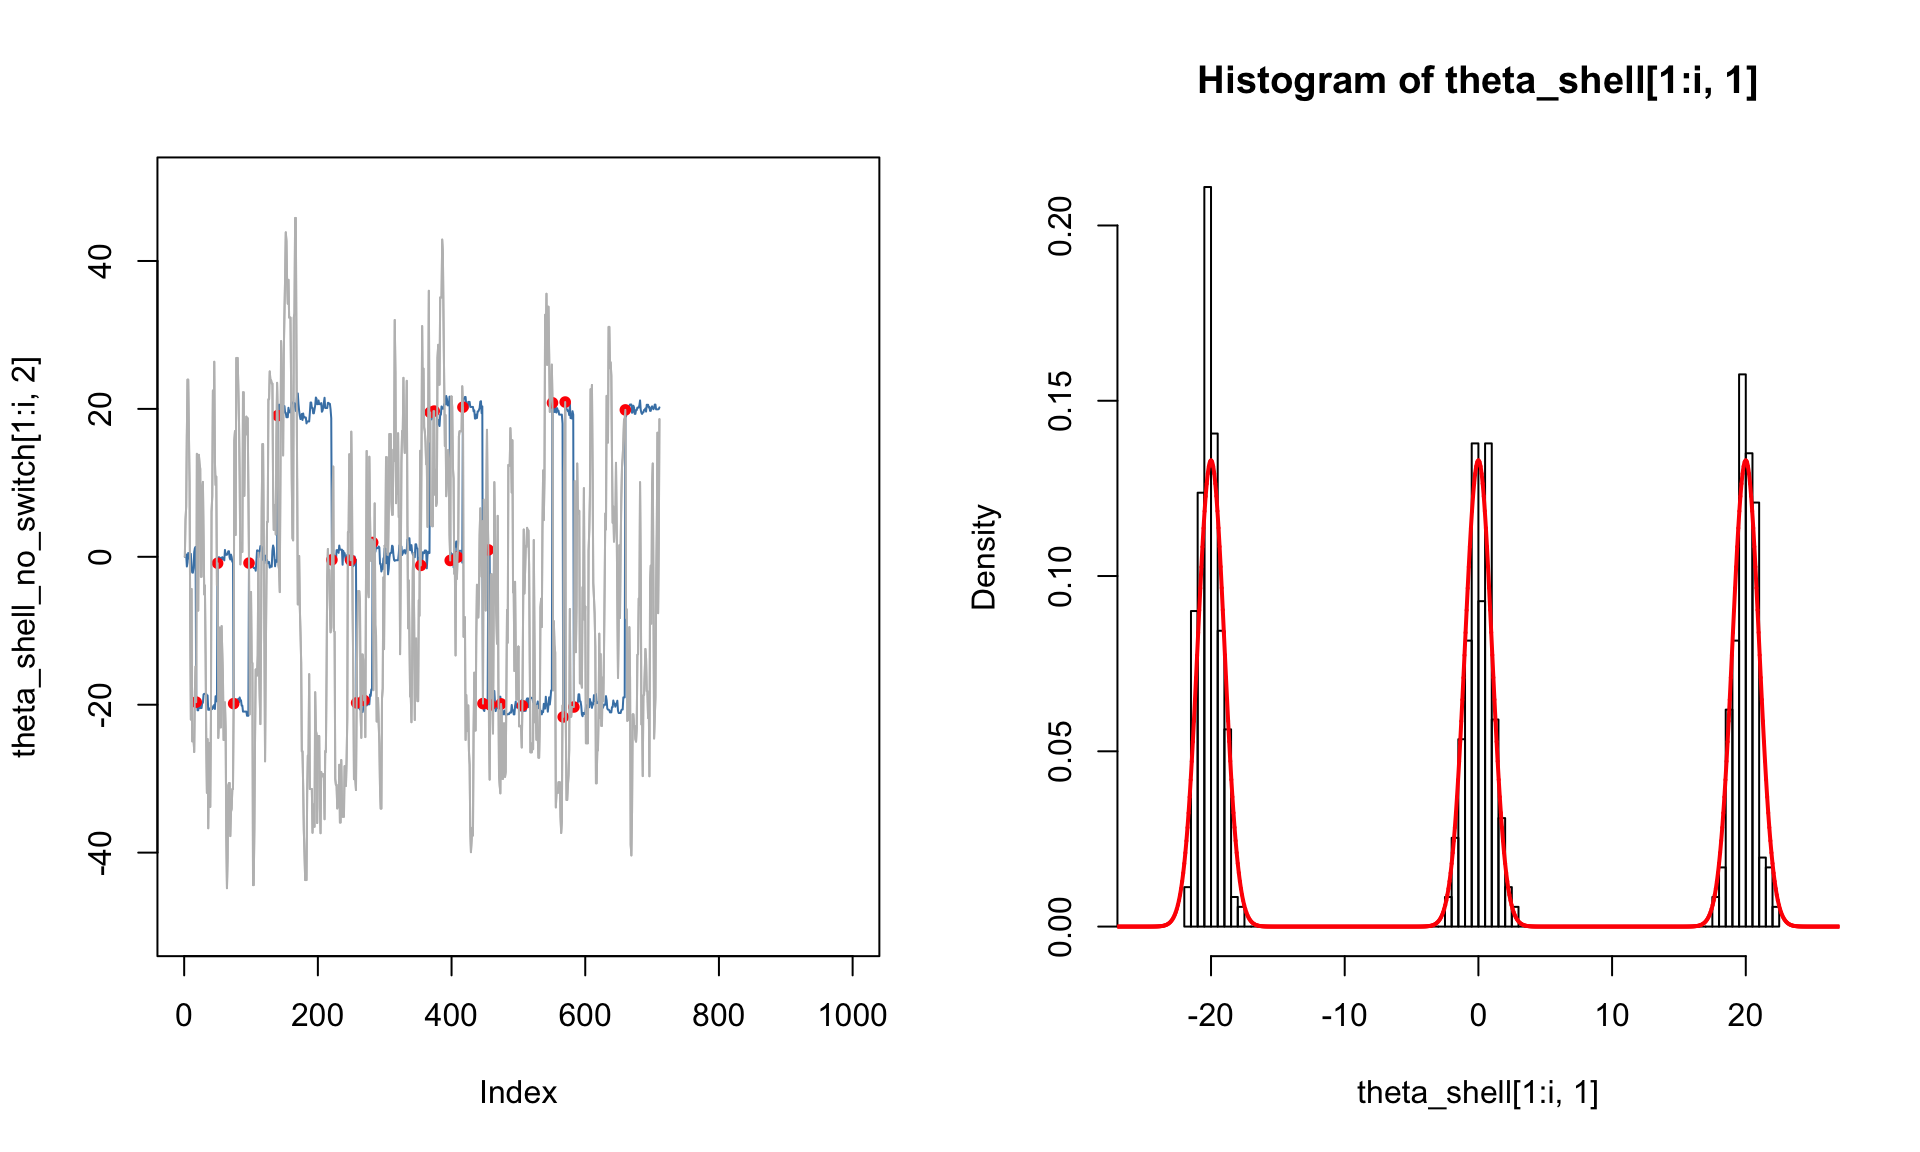 theta_shell_no_switch[1:i, 2]
40
20
0
-20
-40
0 200 400 600 800 1000
Index
Histogram of theta_shell[1:i, 1]
Density
0.20
0.15
0.10
0.05
0.00
-20 -10 0 10 20
theta_shell[1:i, 1]